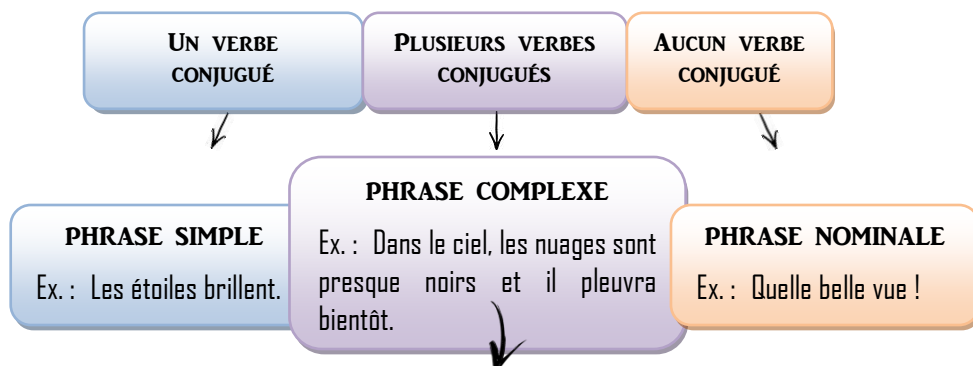 UN VERBE
CONJUGUÉ
PLUSIEURS VERBES
CONJUGUÉS
AUCUN VERBE
CONJUGUÉ
PHRASE SIMPLE
Ex. : Les étoiles brillent.
PHRASE COMPLEXE
Ex. : Dans le ciel, les nuages sont
presque noirs et il pleuvra
bientôt.
PHRASE NOMINALE
Ex. : Quelle belle vue !